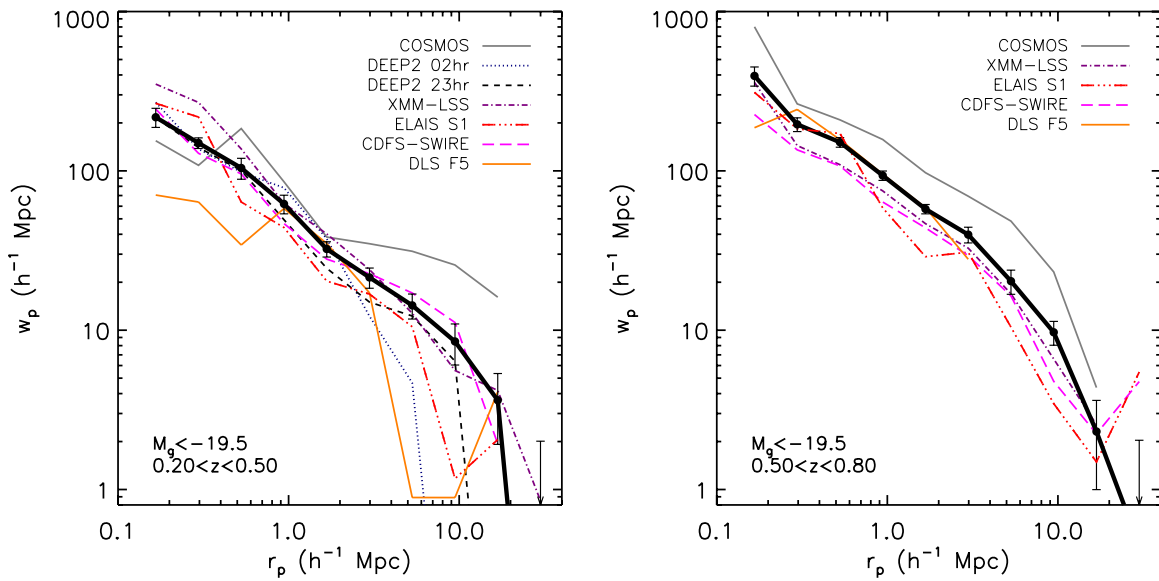 1000
100
10
1
w_p (h^-1 Mpc)
COSMOS
DEEP2 02hr
DEEP2 23hr
XMM-LSS
ELAIS S1
CDFS-SWIRE
DLS F5
M_g<-19.5
0.20<z<0.50
0.1
1.0
10.0
r_p (h^-1 Mpc)
1000
100
10
1
w_p (h^-1 Mpc)
COSMOS
XMM-LSS
ELAIS S1
CDFS-SWIRE
DLS F5
M_g<-19.5
0.50<z<0.80
0.1
1.0
10.0
r_p (h^-1 Mpc)